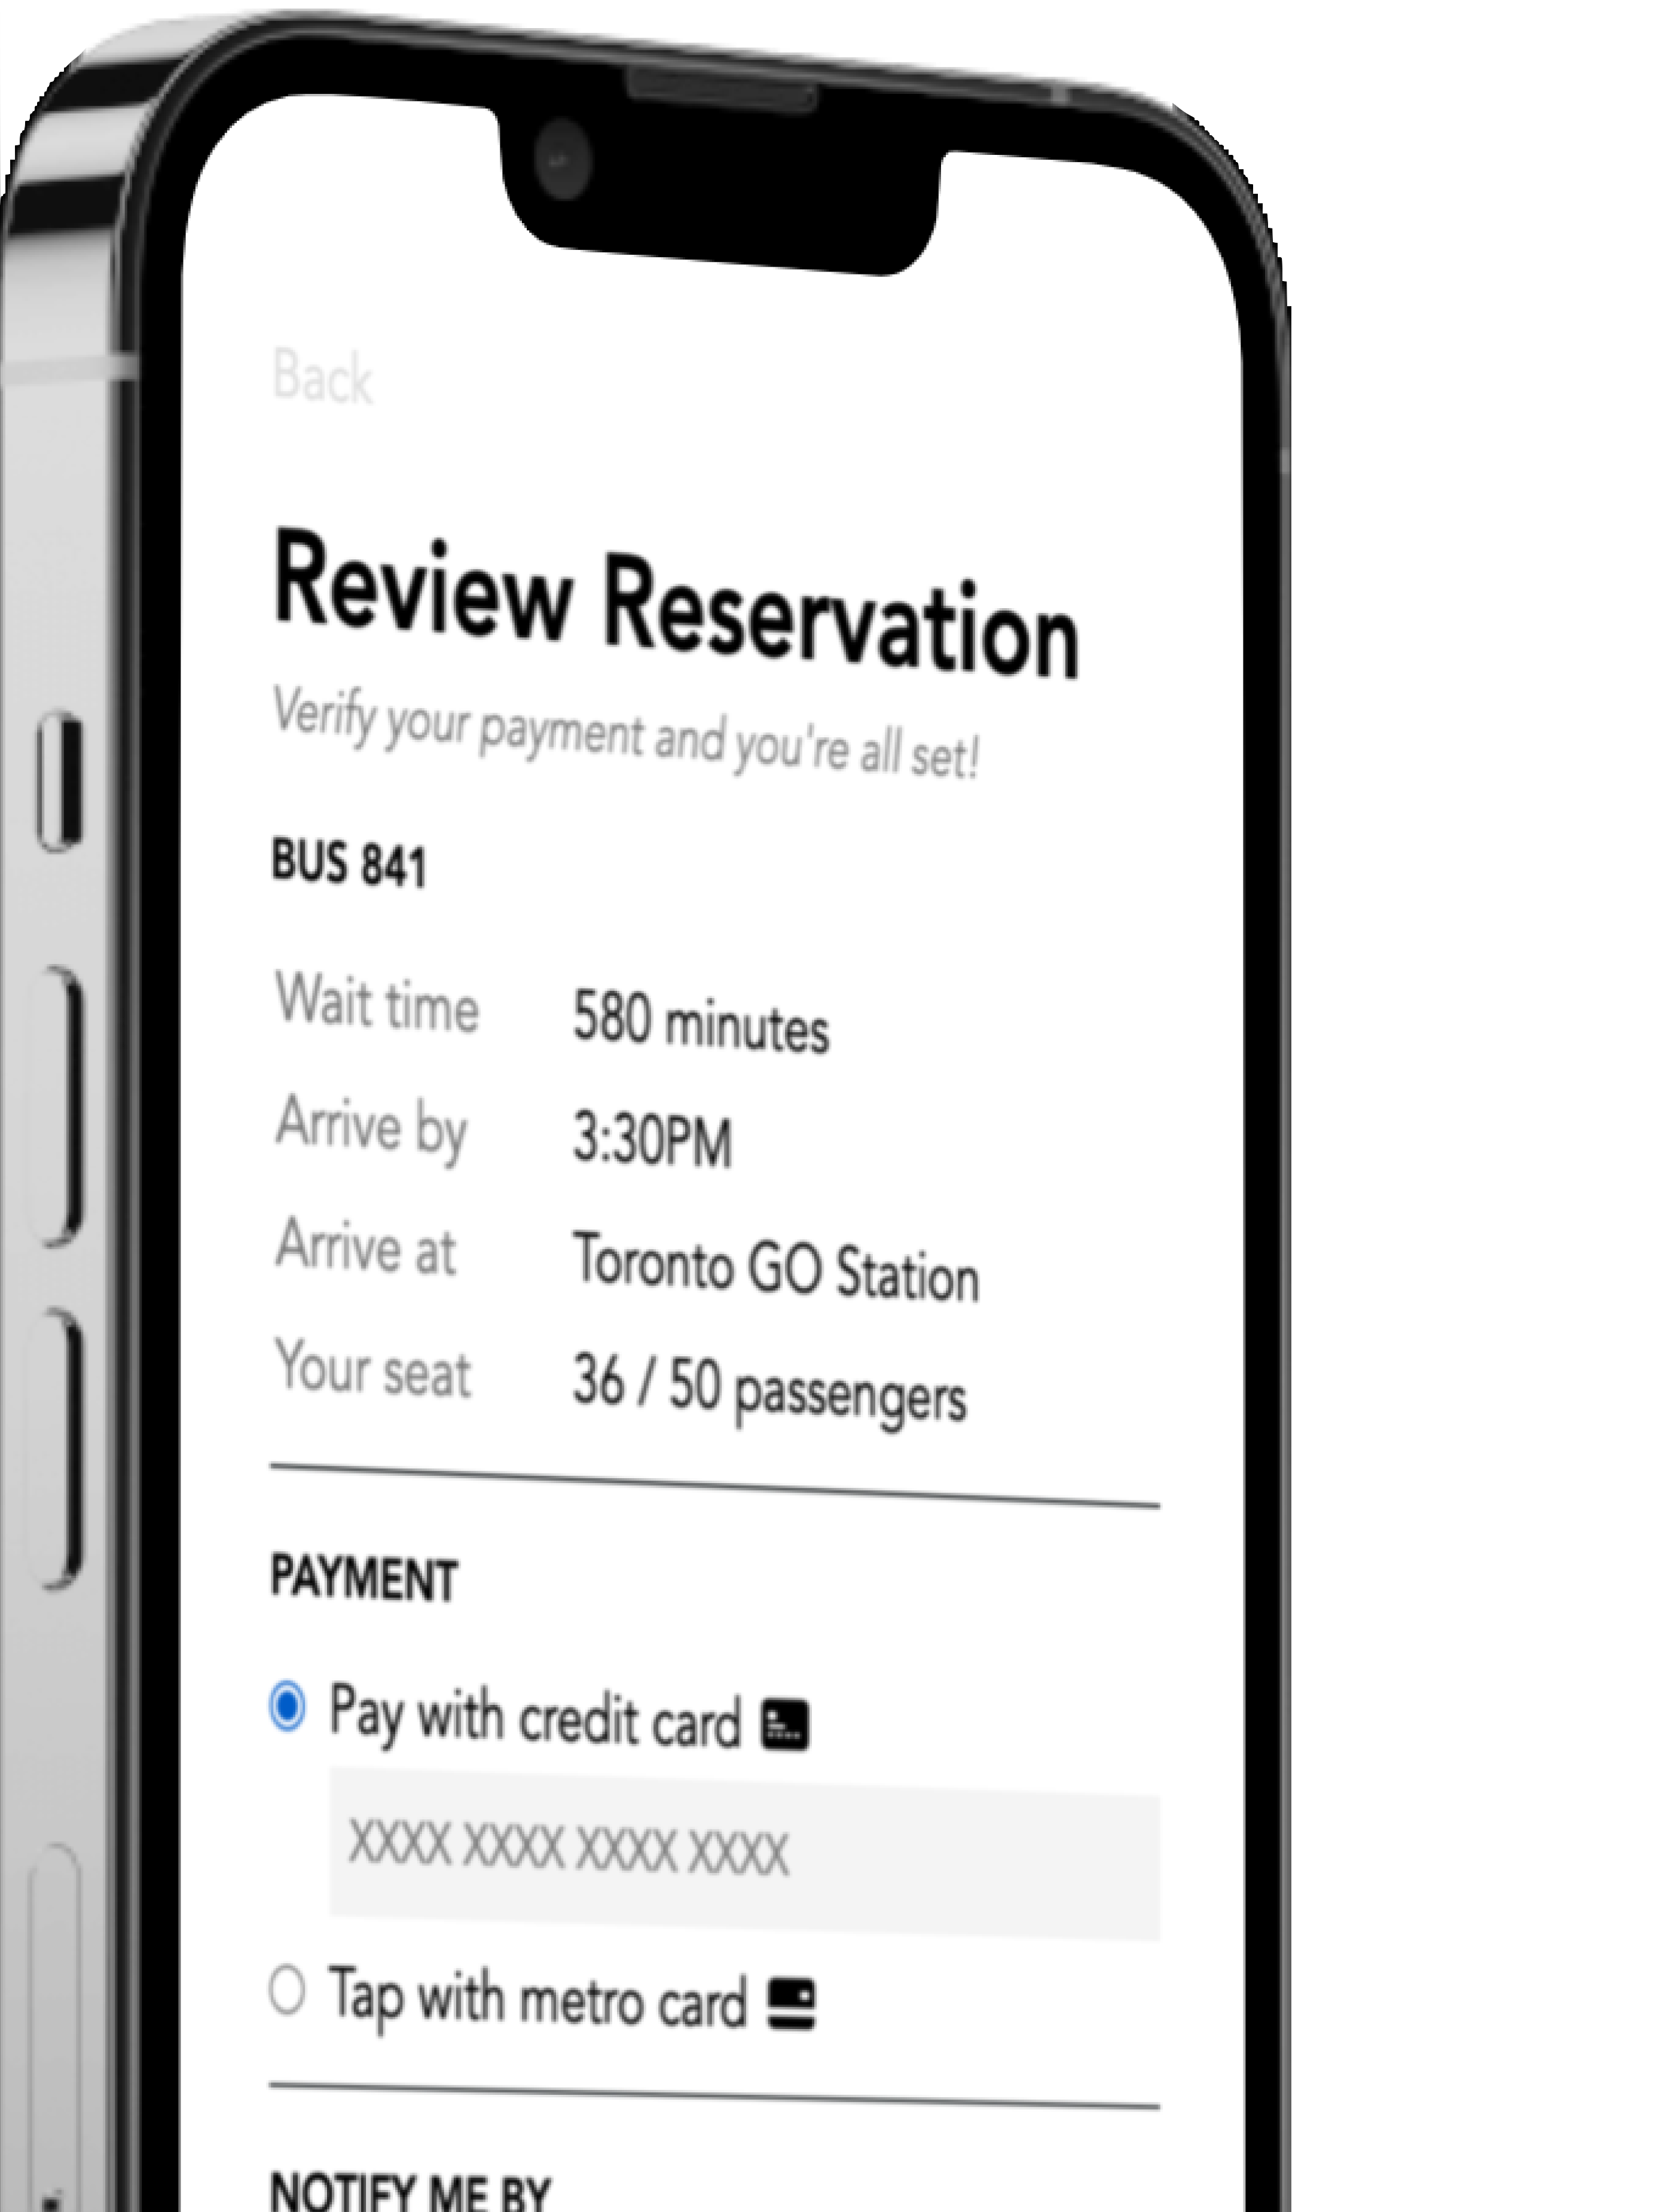 Back
Review Reservation
Verify your payment and you're all set!
BUS 841
Wait time 580 minutes
Arrive by 3:30PM
Arrive at Toronto GO Station
Your seat 36 / 50 passengers
PAYMENT
Pay with credit card
XXXX XXXX XXXX XXXX
Tap with metro card
NOTIFY ME BY